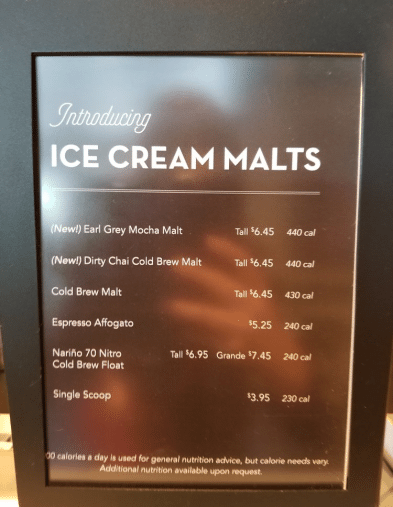 Introducing
ICE CREAM MALTS
(New!) Earl Grey Mocha Malt Tall $6.45 440 cal
(New!) Dirty Chai Cold Brew Malt Tall $6.45 440 cal
Cold Brew Malt Tall $6.45 430 cal
Espresso Affogato $5.25 240 cal
Nariño 70 Nitro Tall $6.95 Grande $7.45 240 cal
Cold Brew Float
Single Scoop $3.95 230 cal
00 calories a day is used for general nutrition advice, but calorie needs vary.
Additional nutrition available upon request.